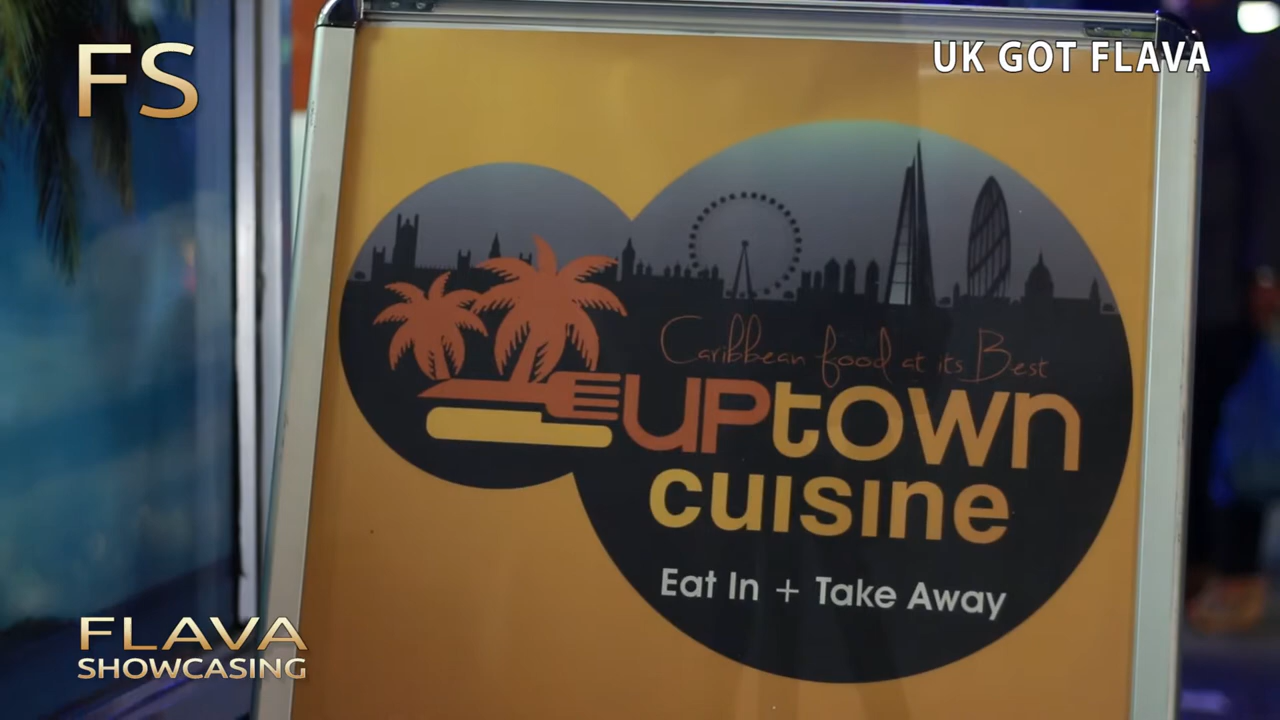 FS
UK GOT FLAVA
Caribbean food at its Best
UPtown
cuisine
Eat In + Take Away
FLAVA
SHOWCASING